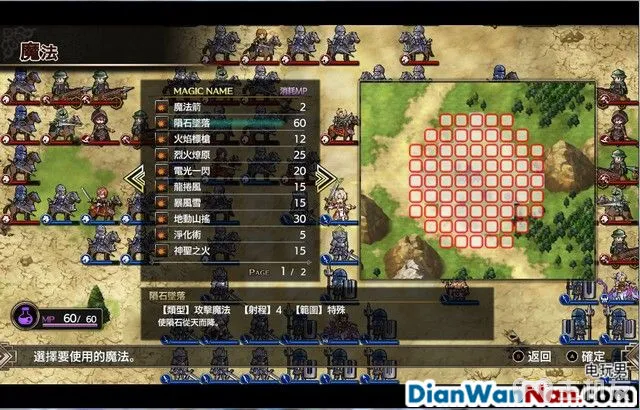 魔法
MAGIC NAME 消耗MP
魔法箭 2
隕石墜落 60
火焰標槍 12
烈火燎原 25
電光一閃 20
龍捲風 15
暴風雪 15
地動山搖 30
淨化術 5
神聖之火 15
PAGE 1 / 2
隕石墜落
【類型】攻擊魔法 【射程】4 【範圍】特殊
使隕石從天而降。
MP 60/ 60
選擇要使用的魔法。
返回
確定
电玩男
DianWanNan.com